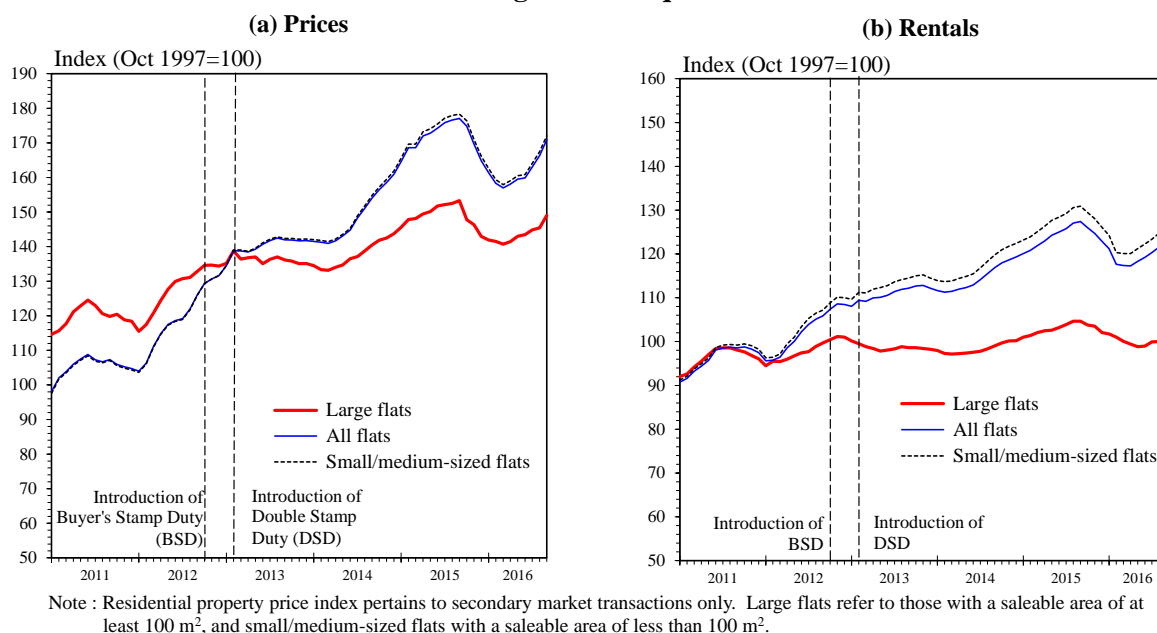 (a) Prices
Index (Oct 1997=100)
190
180
170
160
150
140
130
120
110
100
90
80
70
60
50
Large flats
All flats
Small/medium-sized flats
Introduction of
Buyer's Stamp Duty
(BSD)
Introduction of
Double Stamp
Duty (DSD)
2011 2012 2013 2014 2015 2016
(b) Rentals
Index (Oct 1997=100)
160
150
140
130
120
110
100
90
80
70
60
50
Large flats
All flats
Small/medium-sized flats
Introduction of
BSD
Introduction of
DSD
2011 2012 2013 2014 2015 2016
Note : Residential property price index pertains to secondary market transactions only. Large flats refer to those with a saleable area of at
least 100 m², and small/medium-sized flats with a saleable area of less than 100 m².